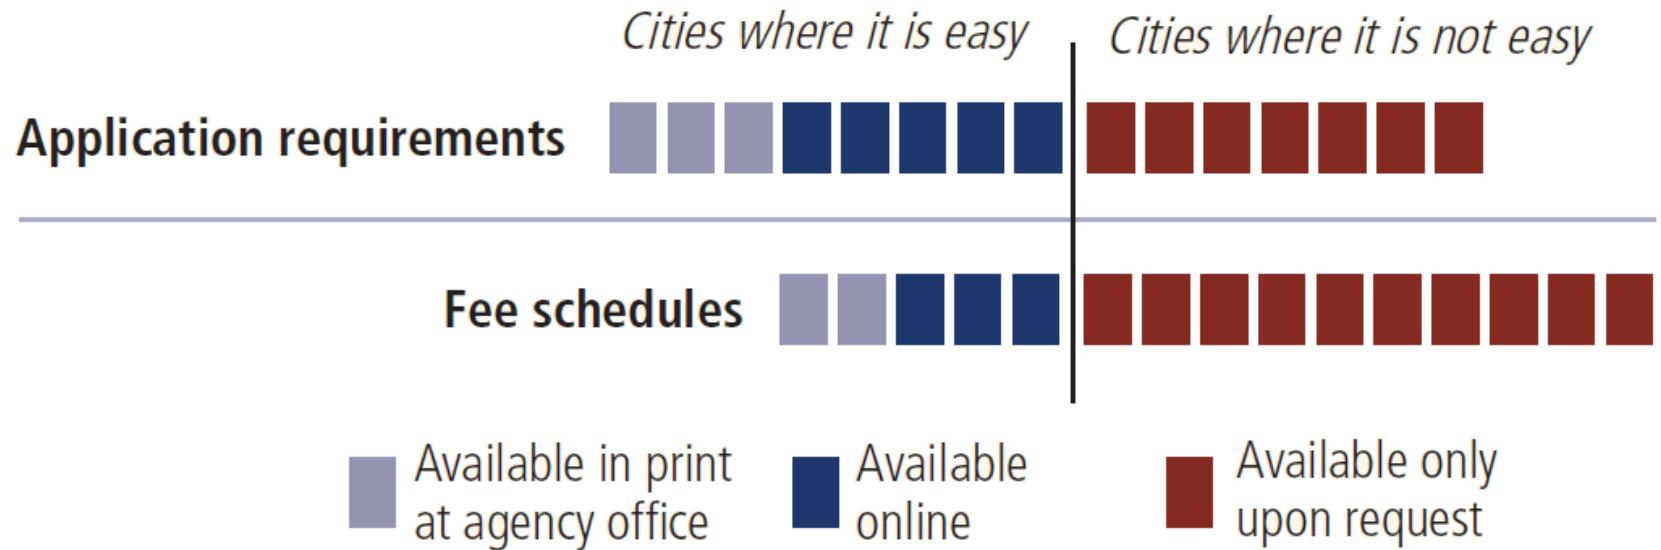 Cities where it is easy
Cities where it is not easy
Application requirements
Fee schedules
Available in print
at agency office
Available
online
Available only
upon request